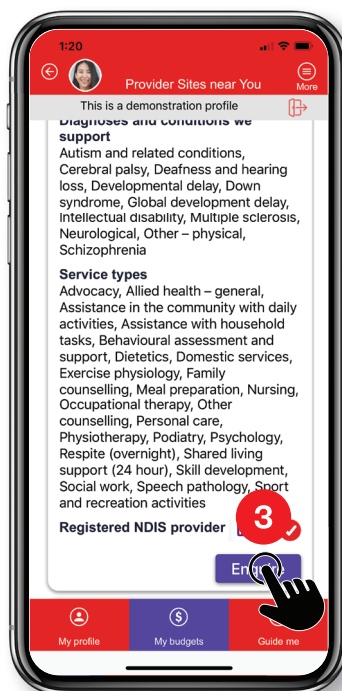 1:20
Provider Sites near You
More
This is a demonstration profile
Diagnoses and conditions we
support
Autism and related conditions,
Cerebral palsy, Deafness and hearing
loss, Developmental delay, Down
syndrome, Global development delay,
Intellectual disability, Multiple sclerosis,
Neurological, Other – physical,
Schizophrenia
Service types
Advocacy, Allied health – general,
Assistance in the community with daily
activities, Assistance with household
tasks, Behavioural assessment and
support, Dietetics, Domestic services,
Exercise physiology, Family
counselling, Meal preparation, Nursing,
Occupational therapy, Other
counselling, Personal care,
Physiotherapy, Podiatry, Psychology,
Respite (overnight), Shared living
support (24 hour), Skill development,
Social work, Speech pathology, Sport
and recreation activities
Registered NDIS provider
3
Enquire
My profile
My budgets
Guide me